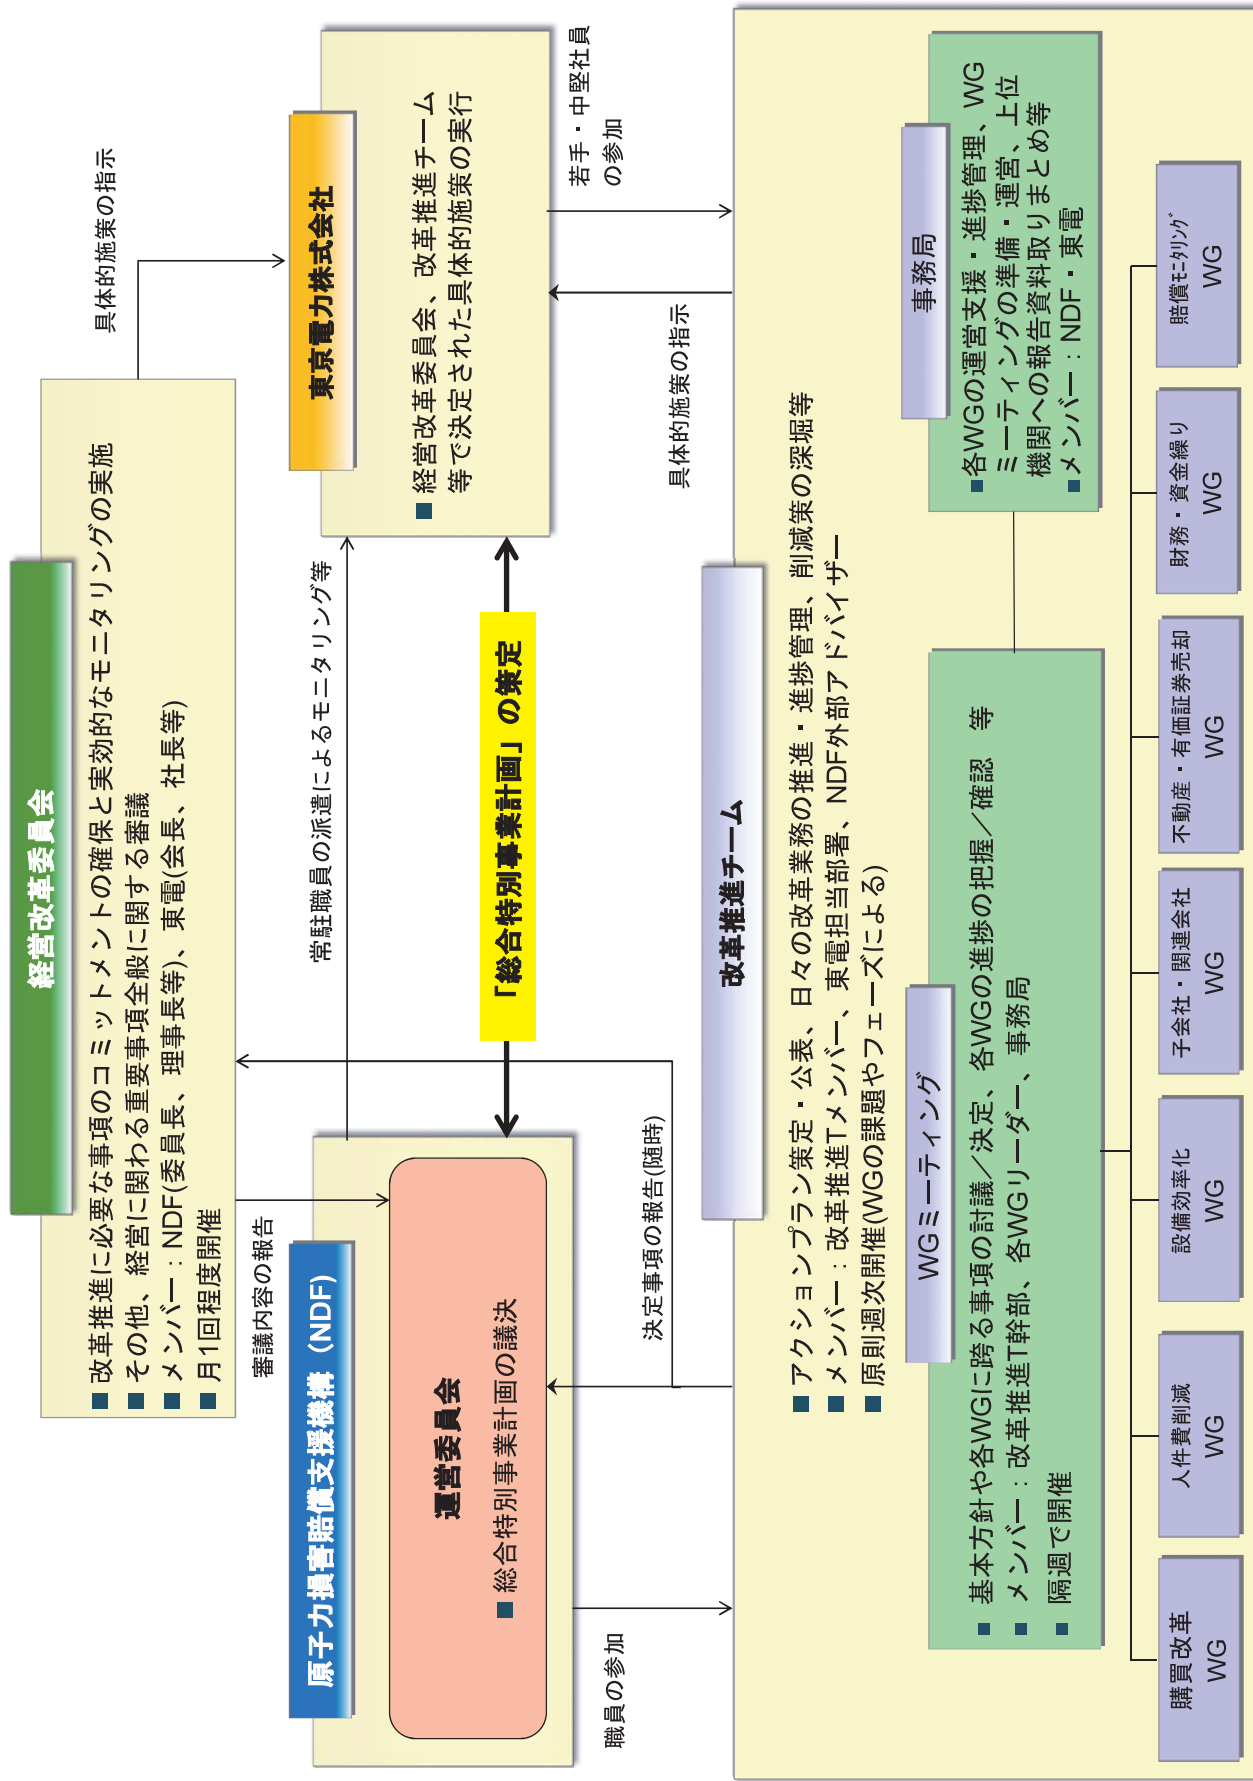 経営改革委員会
■ 改革推進に必要な事項のコミットメントの確保と実効的なモニタリングの実施
■ その他、経営に関わる重要事項全般に関する審議
■ メンバー：NDF(委員長、理事長等)、東電(会長、社長等)
■ 月1回程度開催
審議内容の報告
具体的施策の指示
原子力損害賠償支援機構（NDF）
運営委員会
■ 総合特別事業計画の議決
常駐職員の派遣によるモニタリング等
「総合特別事業計画」の策定
東京電力株式会社
■ 経営改革委員会、改革推進チーム
等で決定された具体的施策の実行
職員の参加
決定事項の報告(随時)
具体的施策の指示
若手・中堅社員
の参加
改革推進チーム
■ アクションプラン策定・公表、日々の改革業務の推進・進捗管理、削減策の深堀等
■ メンバー：改革推進Tメンバー、東電担当部署、NDF外部アドバイザー
■ 原則週次開催(WGの課題やフェーズによる)
WGミーティング
■ 基本方針や各WGに跨る事項の討議／決定、各WGの進捗の把握／確認　等
■ メンバー：改革推進T幹部、各WGリーダー、事務局
■ 隔週で開催
事務局
■ 各WGの運営支援・進捗管理、WG
ミーティングの準備・運営、上位
機関への報告資料取りまとめ等
■ メンバー：NDF・東電
購買改革
WG
人件費削減
WG
設備効率化
WG
子会社・関連会社
WG
不動産・有価証券売却
WG
財務・資金繰り
WG
賠償ﾓﾆﾀﾘﾝｸﾞ
WG